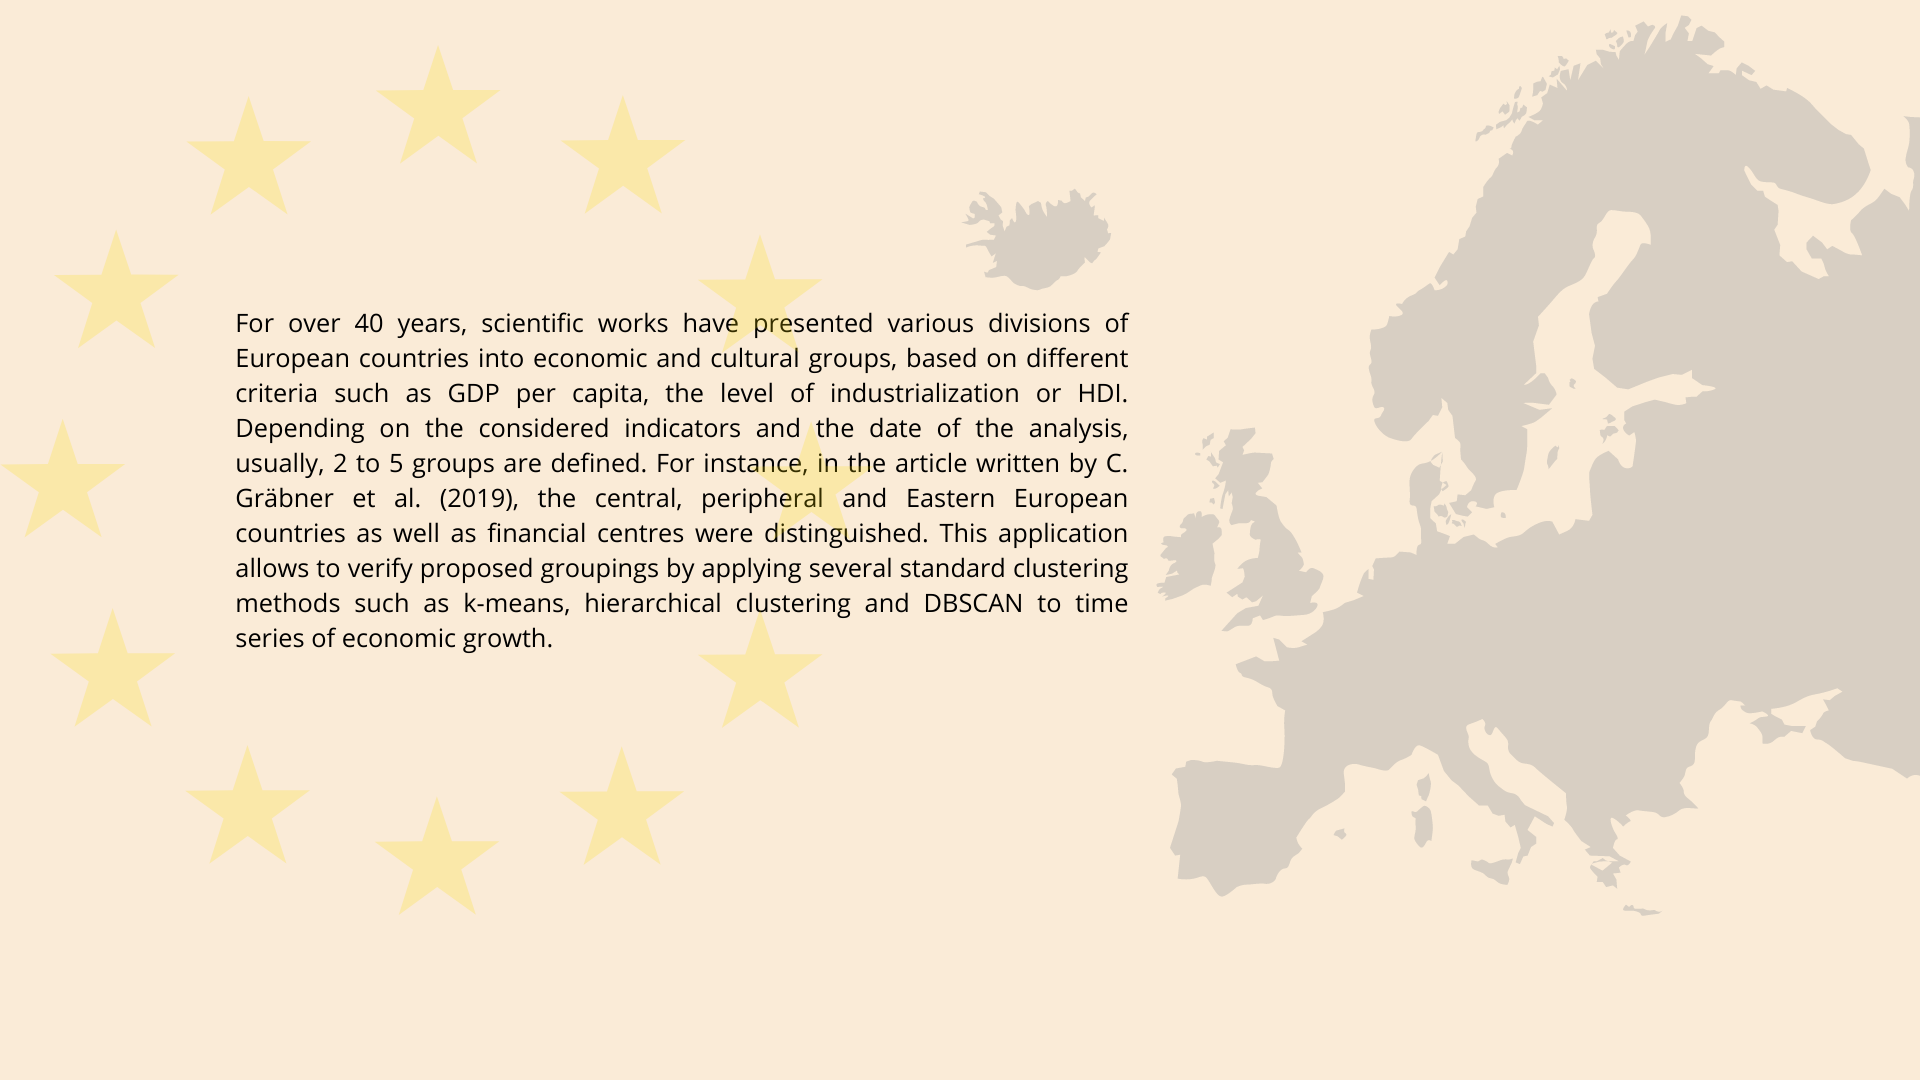 For over 40 years, scientific works have presented various divisions of
European countries into economic and cultural groups, based on different
criteria such as GDP per capita, the level of industrialization or HDI.
Depending on the considered indicators and the date of the analysis,
usually, 2 to 5 groups are defined. For instance, in the article written by C.
Gräbner et al. (2019), the central, peripheral and Eastern European
countries as well as financial centres were distinguished. This application
allows to verify proposed groupings by applying several standard clustering
methods such as k-means, hierarchical clustering and DBSCAN to time
series of economic growth.